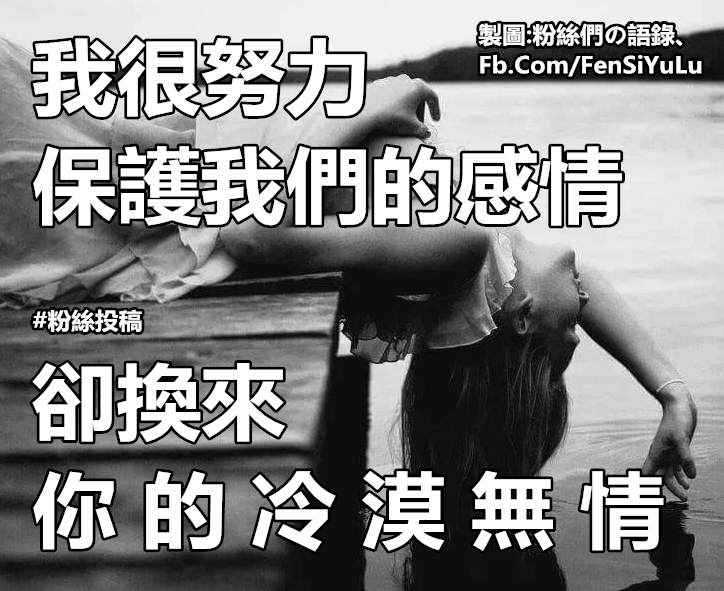 製圖:粉絲們の語錄、
Fb.Com/FenSiYuLu
我很努力
保護我們的感情
#粉絲投稿
卻換來
你的冷漠無情